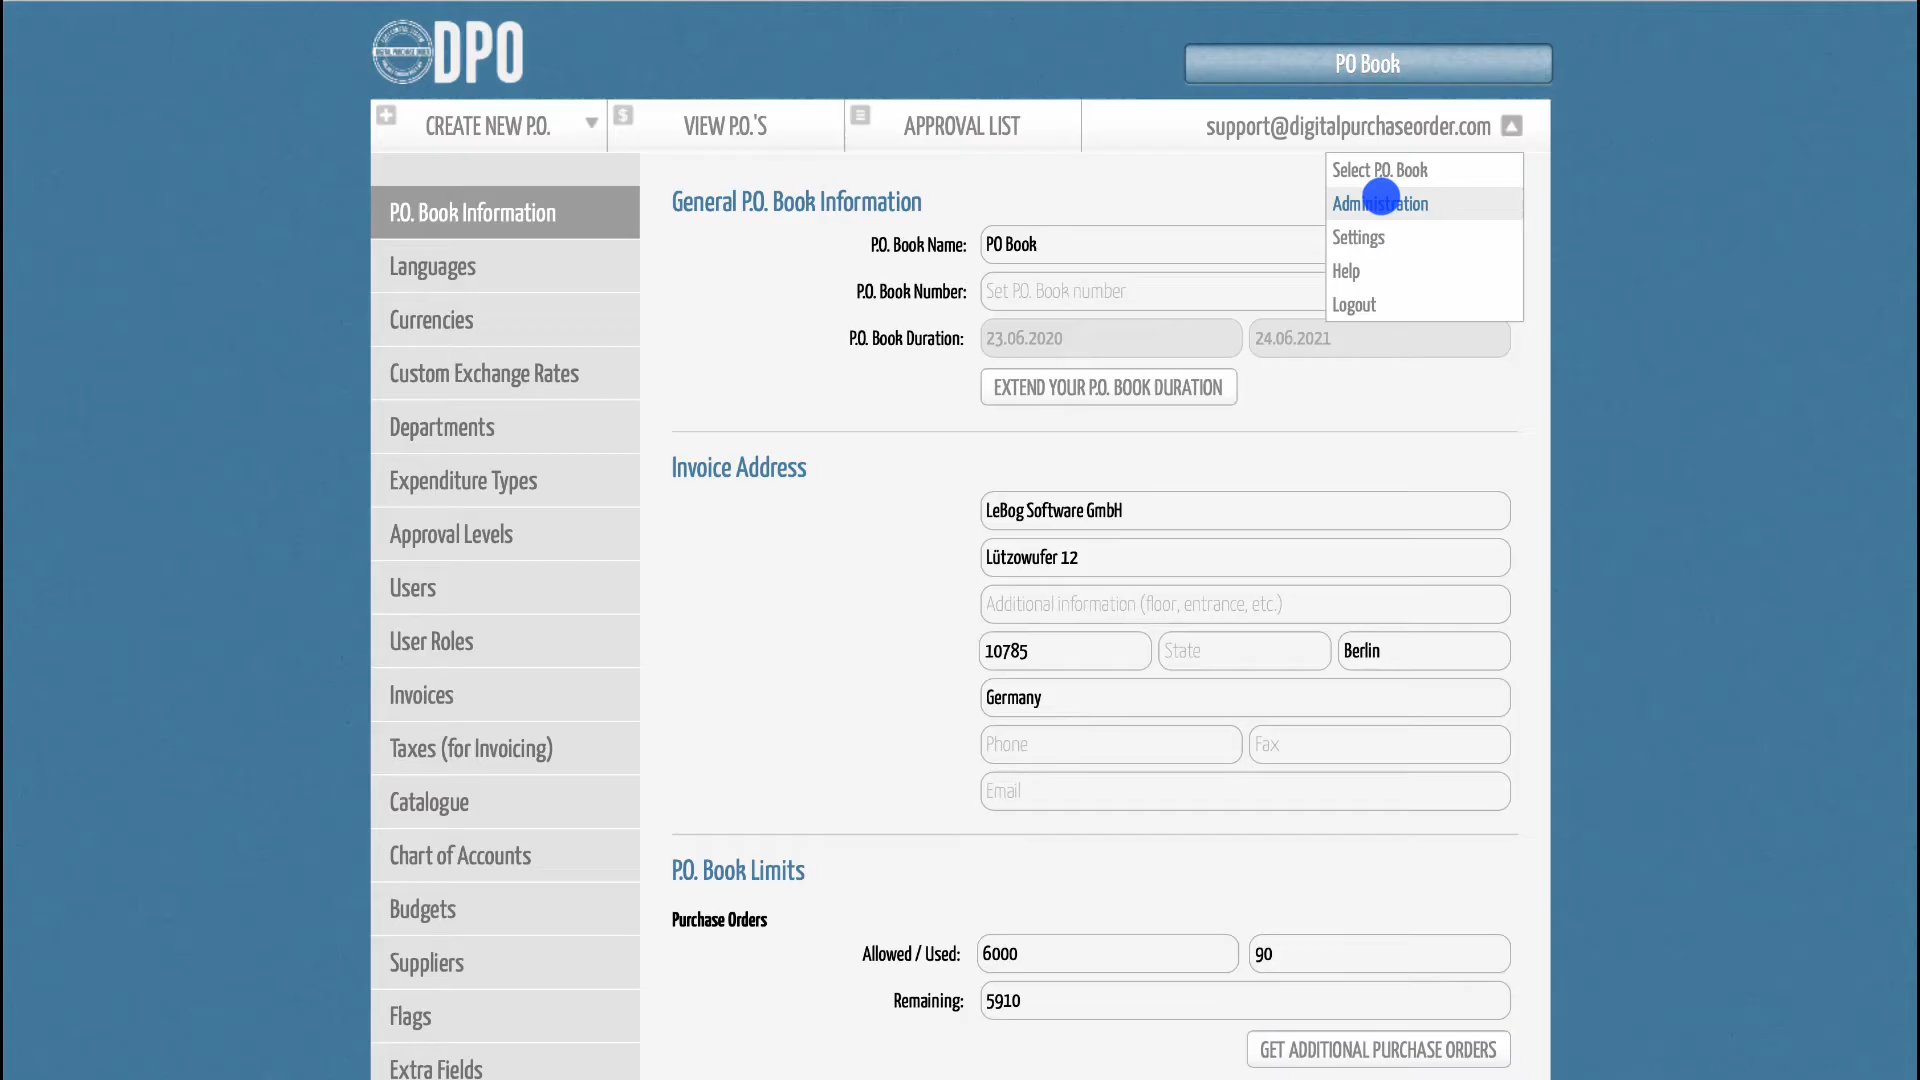 DPO
PO Book
CREATE NEW P.O.
VIEW P.O.'S
APPROVAL LIST
support@digitalpurchaseorder.com
Select P.O. Book
Administration
Settings
Help
Logout
P.O. Book Information
Languages
Currencies
Custom Exchange Rates
Departments
Expenditure Types
Approval Levels
Users
User Roles
Invoices
Taxes (for Invoicing)
Catalogue
Chart of Accounts
Budgets
Suppliers
Flags
Extra Fields
General P.O. Book Information
P.O. Book Name: PO Book
P.O. Book Number: Set P.O. Book number
P.O. Book Duration: 23.06.2020 24.06.2021
EXTEND YOUR P.O. BOOK DURATION
Invoice Address
LeBog Software GmbH
Lützowufer 12
Additional information (floor, entrance, etc.)
10785 State Berlin
Germany
Phone Fax
Email
P.O. Book Limits
Purchase Orders
Allowed / Used: 6000 90
Remaining: 5910
GET ADDITIONAL PURCHASE ORDERS